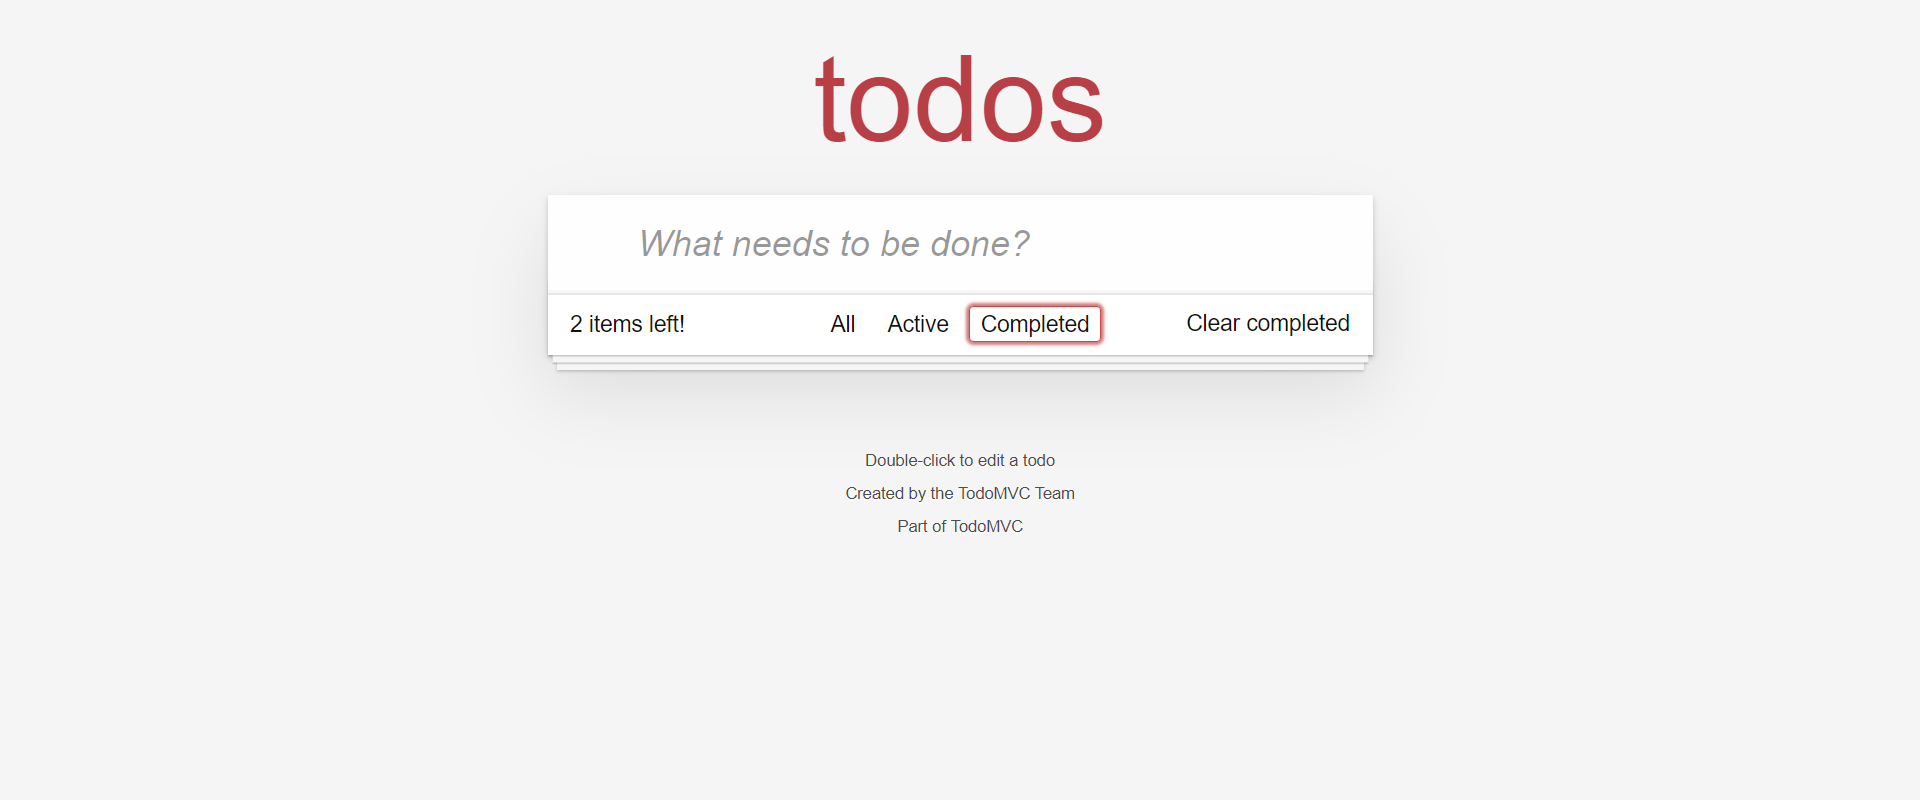 todos
What needs to be done?
2 items left! All Active Completed Clear completed
Double-click to edit a todo
Created by the TodoMVC Team
Part of TodoMVC